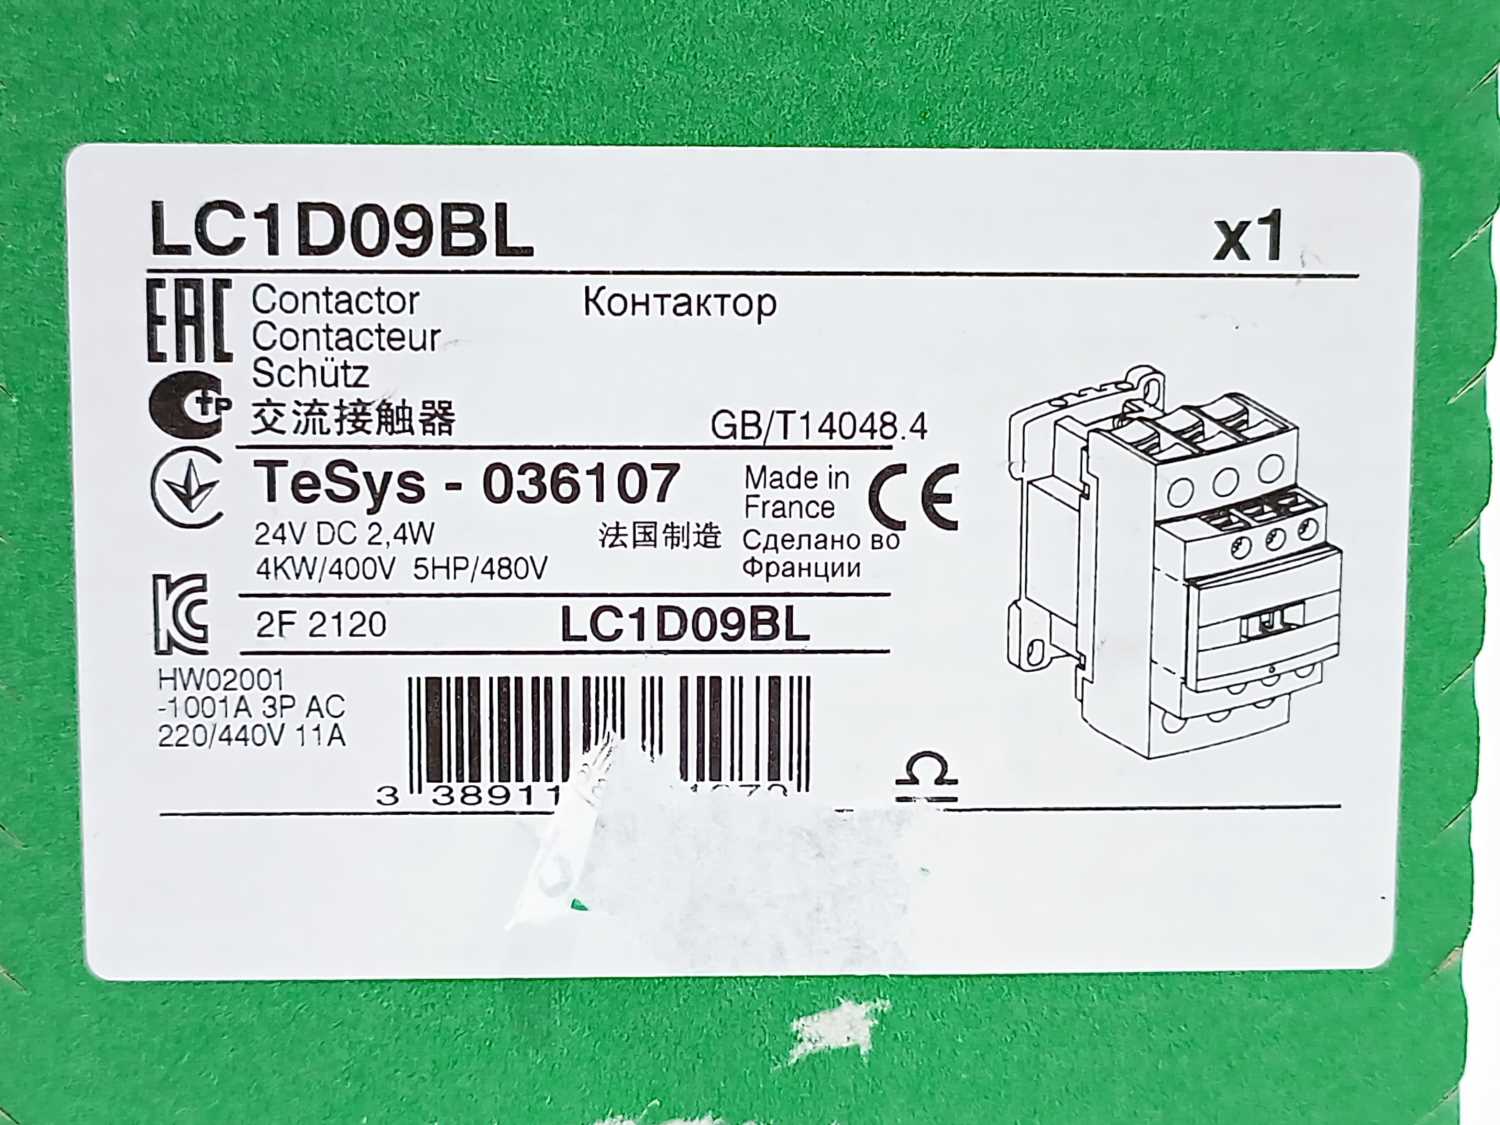 LC1D09BL x1
EAC Contactor Контактор
Contacteur
Schütz
交流接触器 GB/T14048.4
TeSys - 036107
Made in
France
CE
24V DC 2,4W
法国制造
Сделано во
Франции
4KW/400V 5HP/480V
2F 2120 LC1D09BL
HW02001
-1001A 3P AC
220/440V 11A
3 38911